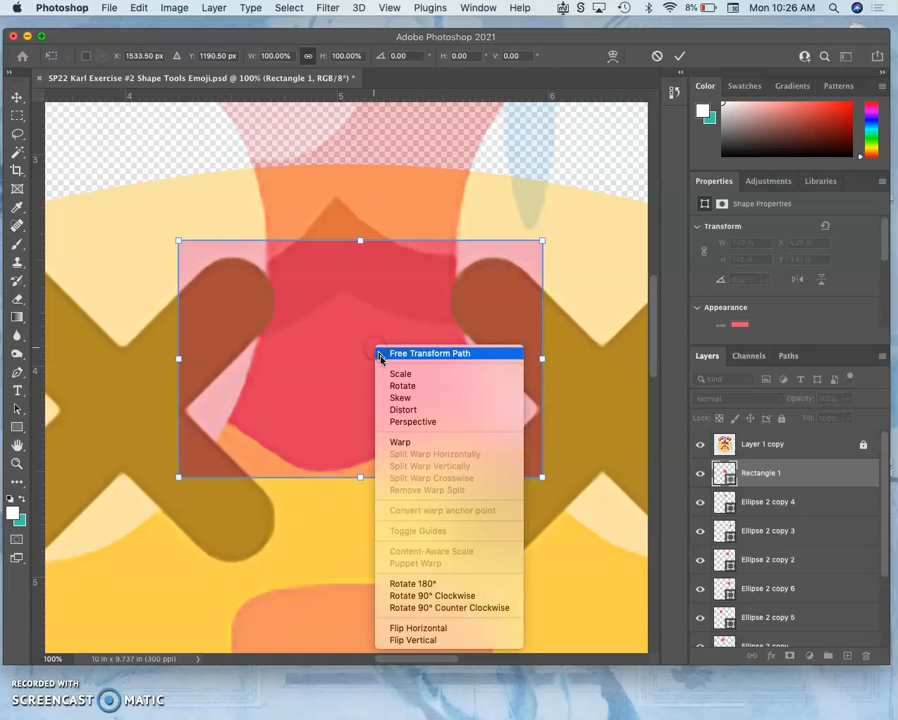 Photoshop File Edit Image Layer Type Select Filter 3D View Plugins Window Help 8% Mon 10:26 AM
Adobe Photoshop 2021
X: 1533.50 px Y: 1190.50 px W: 100.00% H: 100.00% 0.00 H: 0.00 V: 0.00
SP22 Karl Exercise #2 Shape Tools Emoji.psd @ 100% (Rectangle 1, RGB/8*) *
Color Swatches Gradients Patterns
4 5 6
3
4
5
Properties Adjustments Libraries
Shape Properties
Transform
Appearance
Layers Channels Paths
Kind
Normal Opacity:
Lock: Fill:
Layer 1 copy
Rectangle 1
Ellipse 2 copy 4
Ellipse 2 copy 3
Ellipse 2 copy 2
Ellipse 2 copy 6
Ellipse 2 copy 5
Ellipse 2 copy
Free Transform Path
Scale
Rotate
Skew
Distort
Perspective
Warp
Split Warp Horizontally
Split Warp Vertically
Split Warp Crosswise
Remove Warp Split
Convert warp anchor point
Toggle Guides
Content-Aware Scale
Puppet Warp
Rotate 180°
Rotate 90° Clockwise
Rotate 90° Counter Clockwise
Flip Horizontal
Flip Vertical
100% 10 in x 9.737 in (300 ppi)
RECORDED WITH
SCREENCAST MATIC